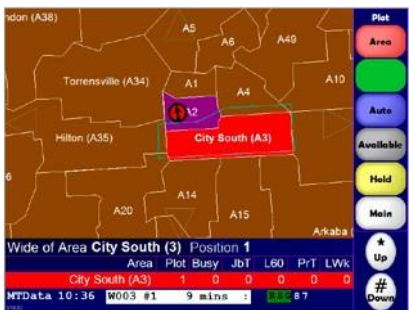 ndon (A38)
A5
A6
A49
Torrensville (A34)
A1
A4
A10
A2
Hilton (A35)
City South (A3)
6
A14
A20
A15
Arkaba (
Plot
Area
Auto
Available
Hold
Main
*
Up
#
Down
Wide of Area City South (3) Position 1
Area Plot Busy JbT L60 PrT LWk
City South (A3) 1 0 0 0 0 0
MTData 10:36 W003 #1 9 mins : 87